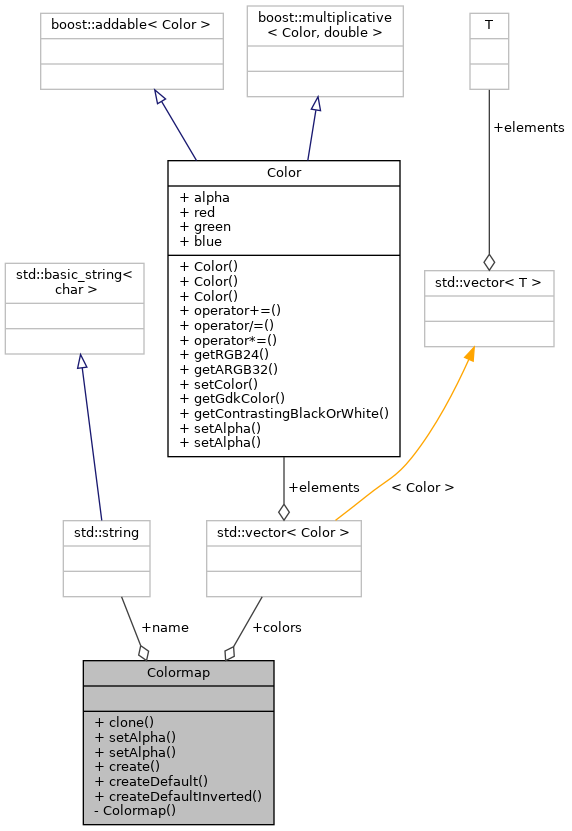 boost::addable< Color >
boost::multiplicative
< Color, double >
T
+elements
Color
+ alpha
+ red
+ green
+ blue
+ Color()
+ Color()
+ Color()
+ operator+=()
+ operator/=()
+ operator*=()
+ getRGB24()
+ getARGB32()
+ setColor()
+ getGdkColor()
+ getContrastingBlackOrWhite()
+ setAlpha()
+ setAlpha()
std::basic_string<
char >
std::vector< T >
+elements
< Color >
std::string
std::vector< Color >
+name
+colors
Colormap
+ clone()
+ setAlpha()
+ setAlpha()
+ create()
+ createDefault()
+ createDefaultInverted()
- Colormap()